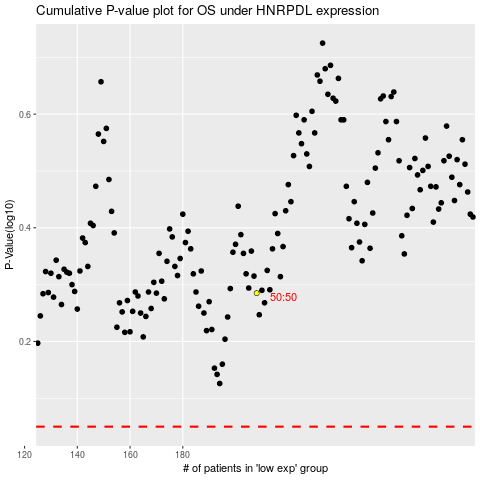 Cumulative P-value plot for OS under HNRPDL expression
P-Value(log10)
0.6
0.4
0.2
50:50
120 140 160 180
# of patients in 'low exp' group